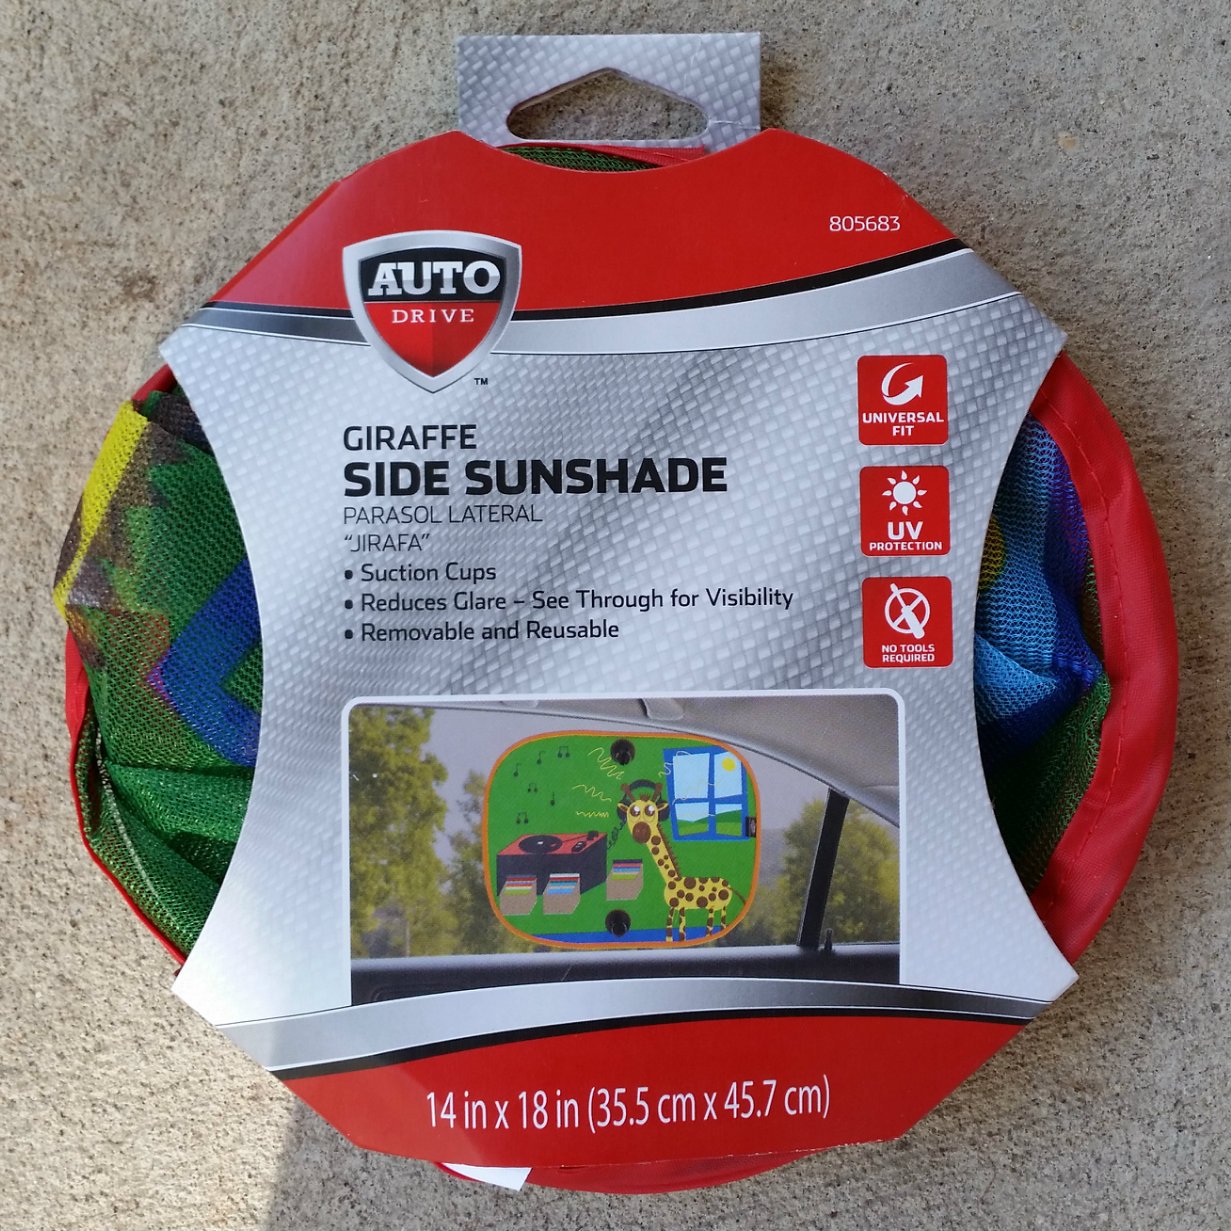 805683
AUTO
DRIVE
TM
GIRAFFE
SIDE SUNSHADE
PARASOL LATERAL
“JIRAFA”
• Suction Cups
• Reduces Glare – See Through for Visibility
• Removable and Reusable
UNIVERSAL
FIT
UV
PROTECTION
NO TOOLS
REQUIRED
14 in x 18 in (35.5 cm x 45.7 cm)